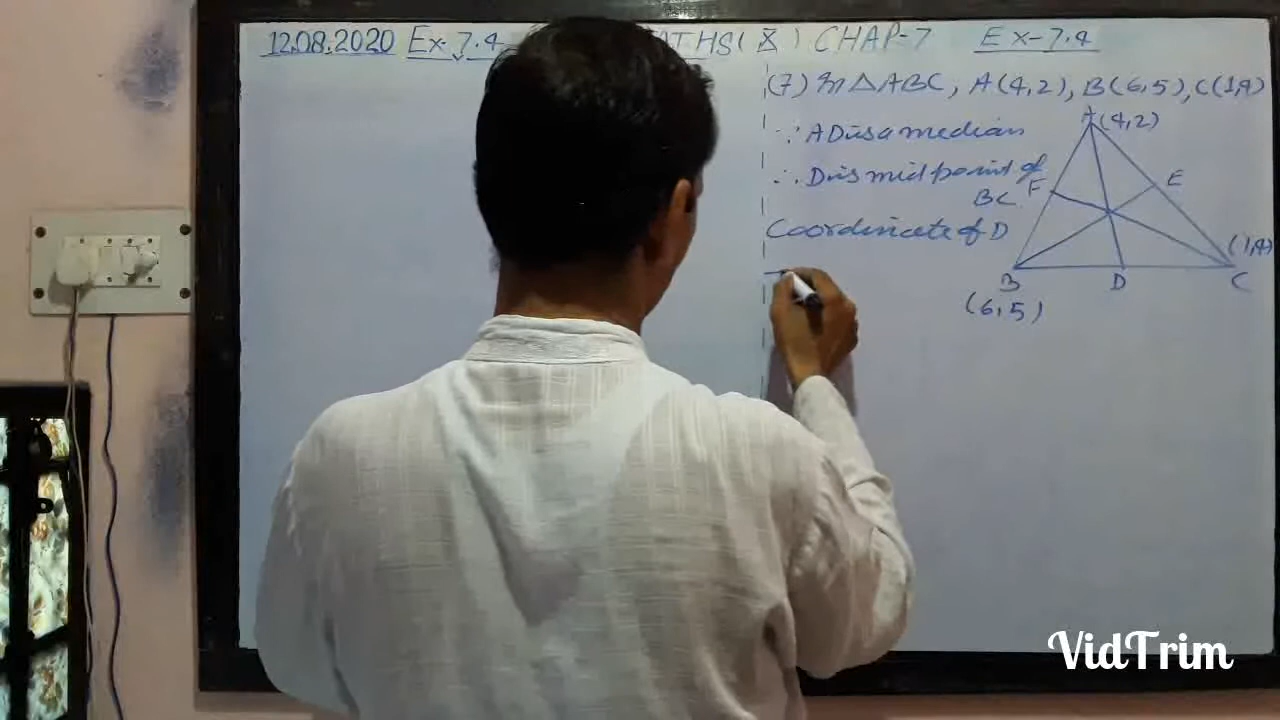 12.08.2020 Ex. 7.4 MATHS(X) CHAP-7 Ex-7.4
(7) In △ABC, A(4,2), B(6,5), C(1,4)
∵ AD is a median
∴ D is mid point of
BC.
Coordinate of D
A(4,2)
F
E
(1,4)
B
D
C
(6,5)
VidTrim